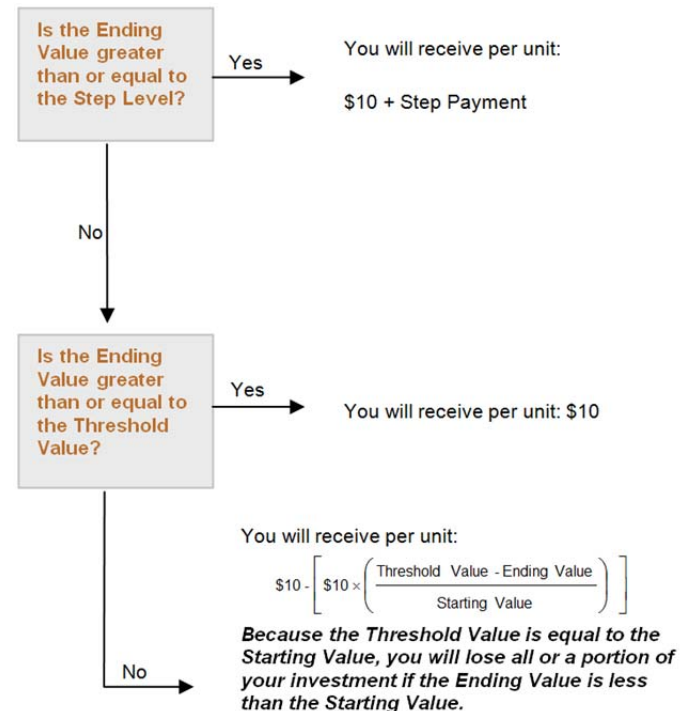 Is the Ending
Value greater
than or equal to
the Step Level?
Yes
You will receive per unit:
$10 + Step Payment
No
Is the Ending
Value greater
than or equal to
the Threshold
Value?
Yes
You will receive per unit: $10
You will receive per unit:
$10 - [ $10 × ( Threshold Value - Ending Value
Starting Value ) ]
No
Because the Threshold Value is equal to the
Starting Value, you will lose all or a portion of
your investment if the Ending Value is less
than the Starting Value.